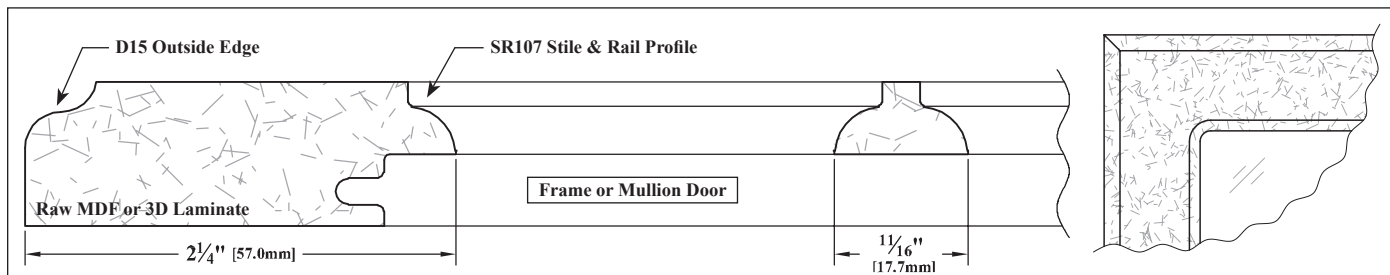 D15 Outside Edge
SR107 Stile & Rail Profile
Raw MDF or 3D Laminate
Frame or Mullion Door
2¼" [57.0mm]
11/16"
[17.7mm]